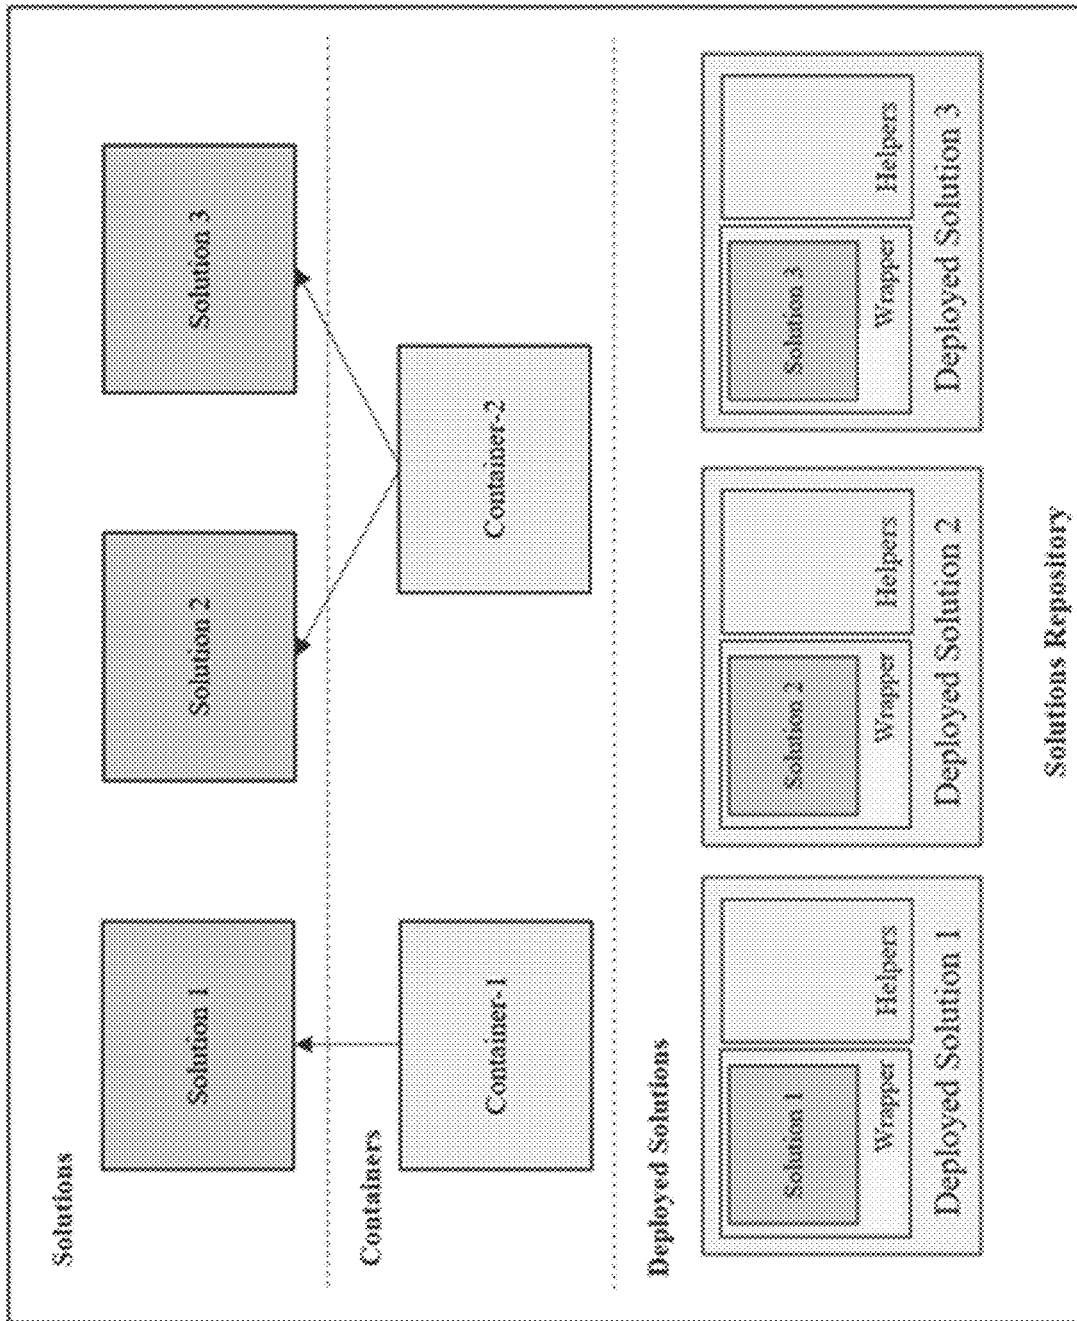 Solutions
Solution 1
Solution 2
Solution 3
Containers
Container-1
Container-2
Deployed Solutions
Solution 1
Wrapper
Helpers
Deployed Solution 1
Solution 2
Wrapper
Helpers
Deployed Solution 2
Solution 3
Wrapper
Helpers
Deployed Solution 3
Solutions Repository